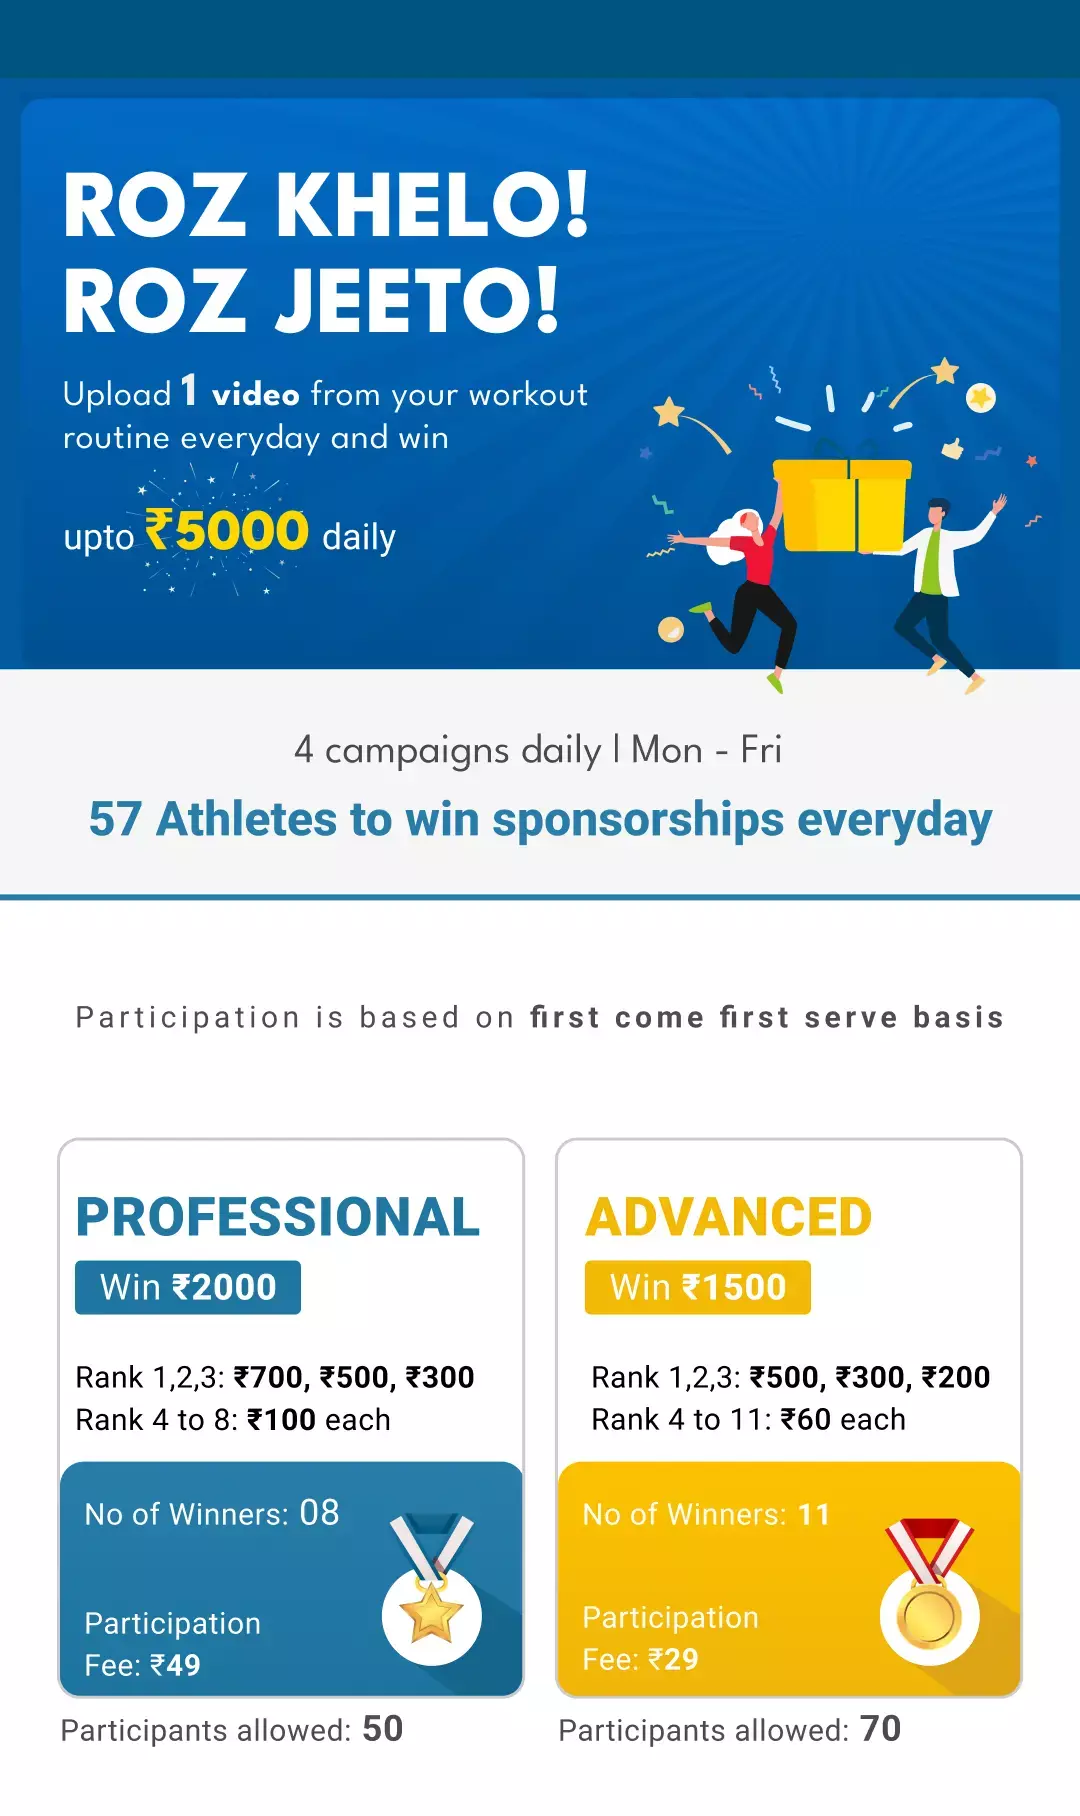 ROZ KHELO!
ROZ JEETO!
Upload 1 video from your workout
routine everyday and win
upto ₹5000 daily
4 campaigns daily | Mon - Fri
57 Athletes to win sponsorships everyday
Participation is based on first come first serve basis
PROFESSIONAL
Win ₹2000
Rank 1,2,3: ₹700, ₹500, ₹300
Rank 4 to 8: ₹100 each
No of Winners: 08
Participation
Fee: ₹49
Participants allowed: 50
ADVANCED
Win ₹1500
Rank 1,2,3: ₹500, ₹300, ₹200
Rank 4 to 11: ₹60 each
No of Winners: 11
Participation
Fee: ₹29
Participants allowed: 70